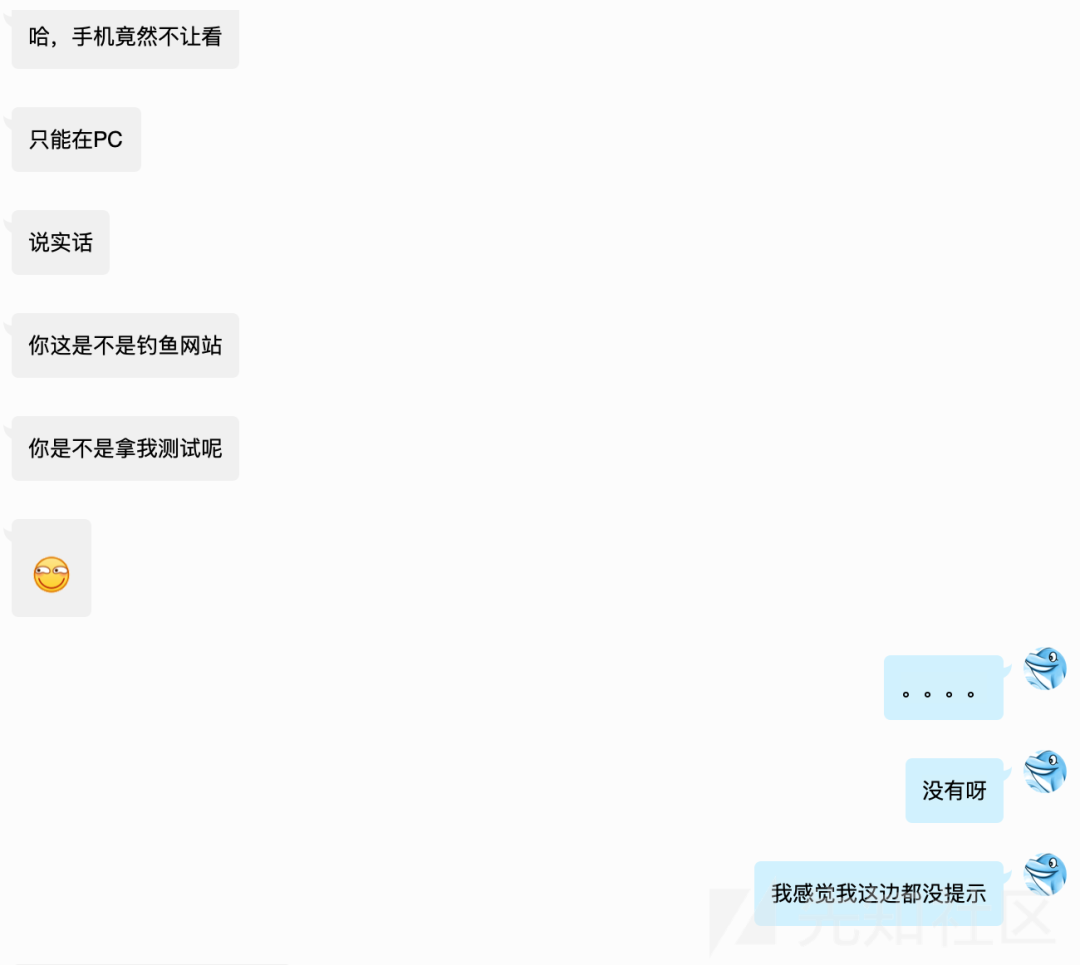 哈，手机竟然不让看
只能在PC
说实话
你这是不是钓鱼网站
你是不是拿我测试呢
。。。。
没有呀
我感觉我这边都没提示
先知社区